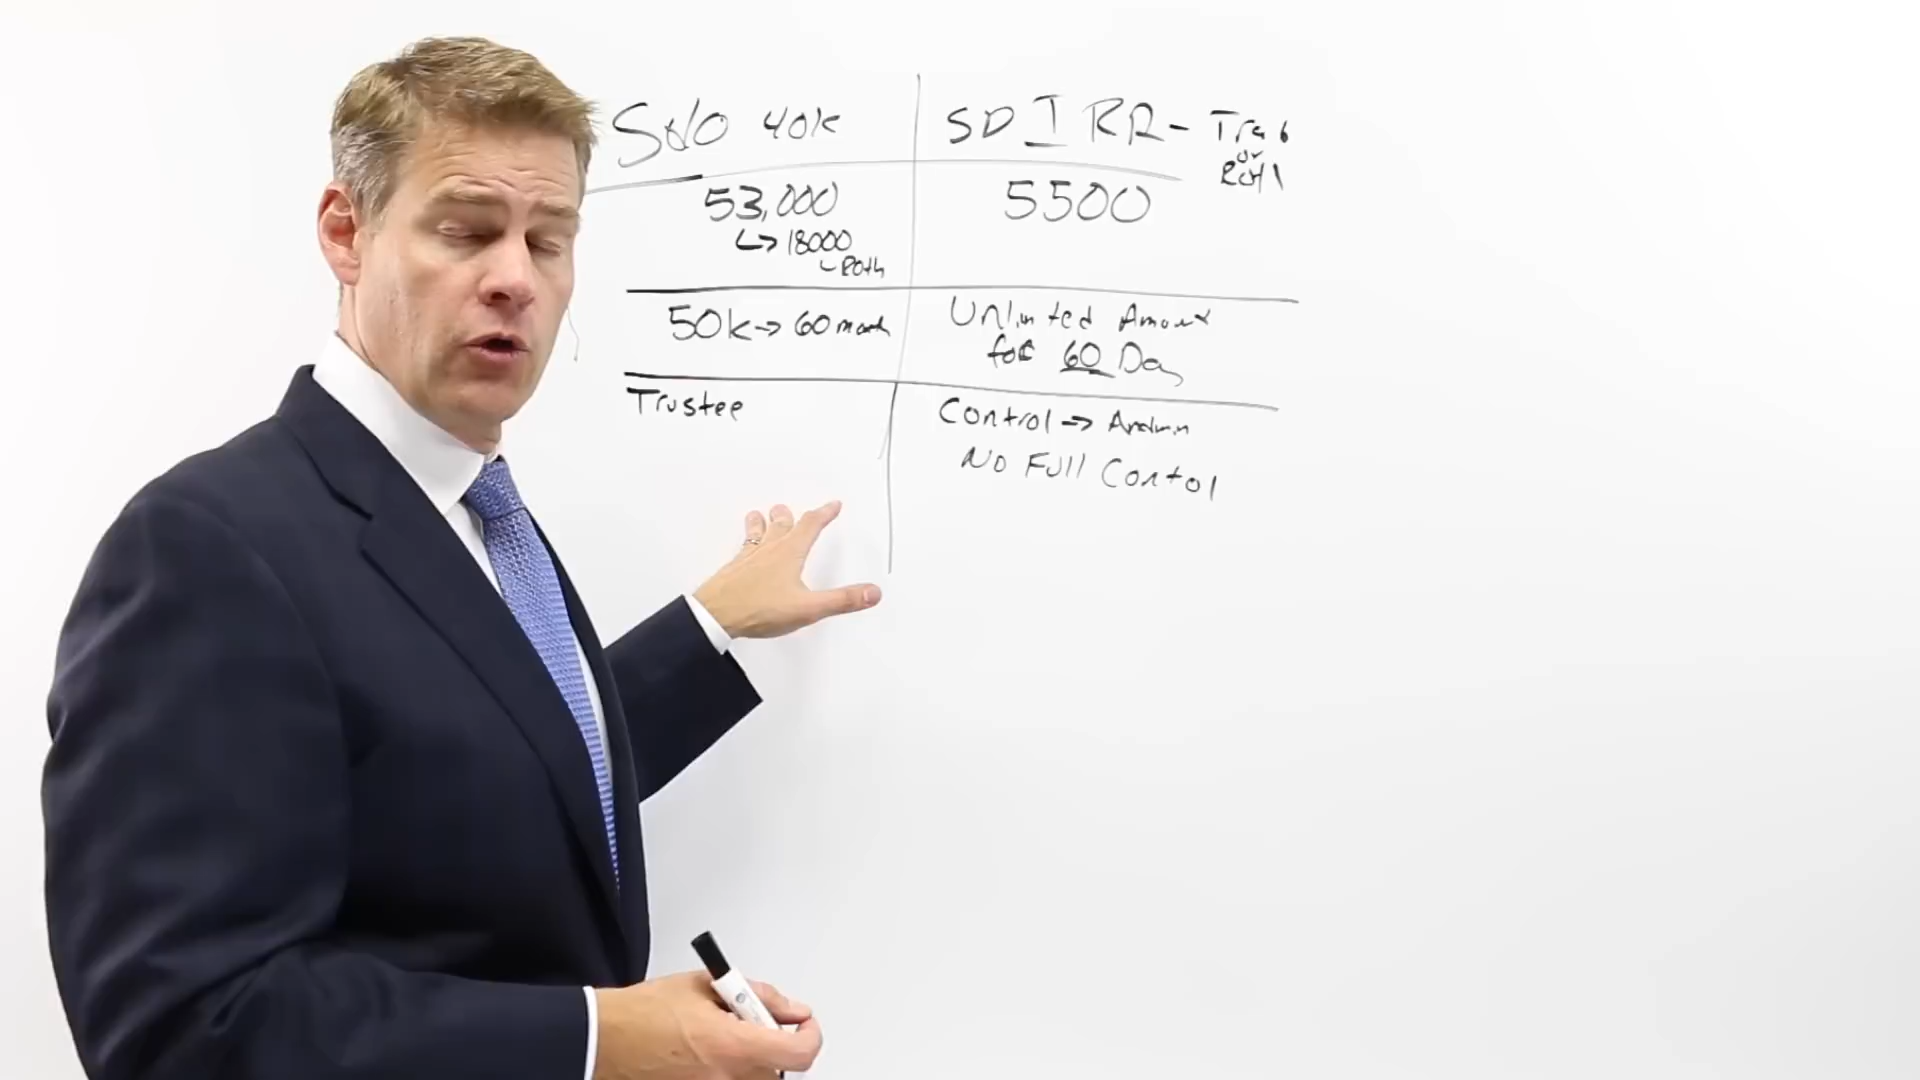 Solo 401k
SD IRA - Trad
or
Roth
53,000
5500
↳ 18000
Roth
50k → 60 month
Unlimited Amount
for 60 Day
Trustee
Control → Admin
No Full Control